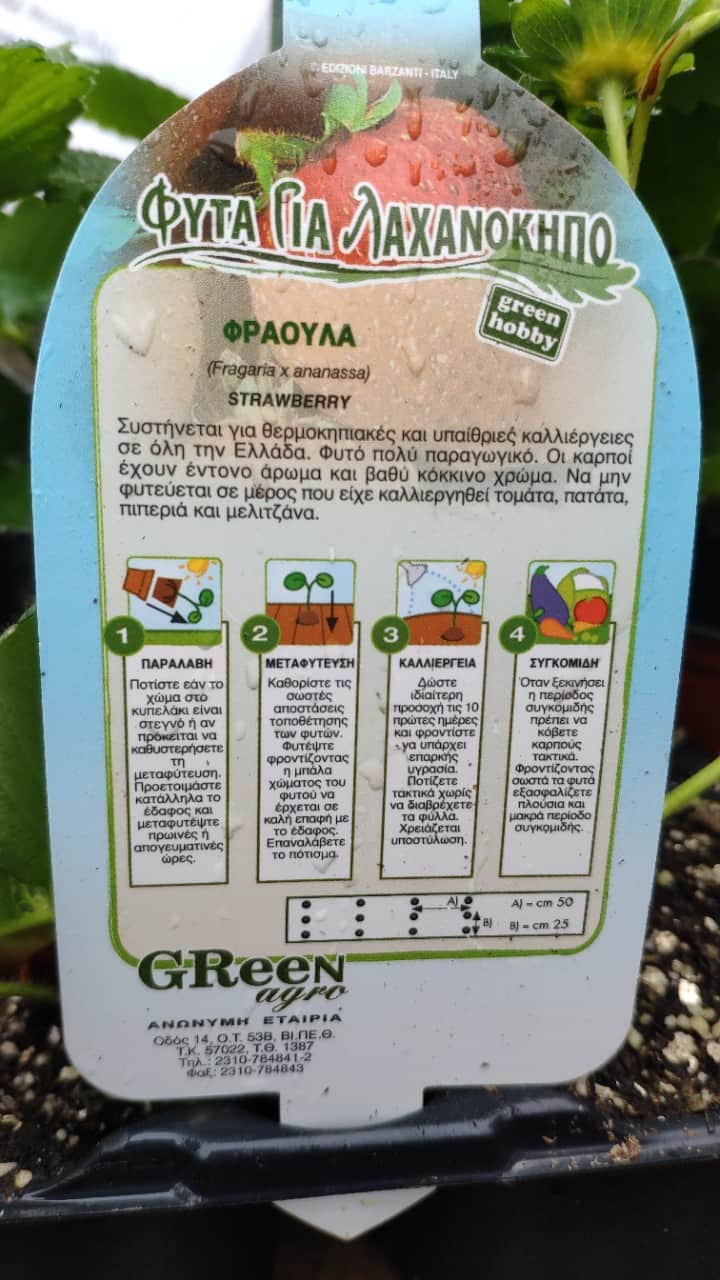 © EDIZIONI BARZANTI - ITALY
ΦΥΤΑ ΓΙΑ ΛΑΧΑΝΟΚΗΠΟ
green
hobby
ΦΡΑΟΥΛΑ
(Fragaria x ananassa)
STRAWBERRY
Συστήνεται για θερμοκηπιακές και υπαίθριες καλλιέργειες
σε όλη την Ελλάδα. Φυτό πολύ παραγωγικό. Οι καρποί
έχουν έντονο άρωμα και βαθύ κόκκινο χρώμα. Να μην
φυτεύεται σε μέρος που είχε καλλιεργηθεί τομάτα, πατάτα,
πιπεριά και μελιτζάνα.
1
ΠΑΡΑΛΑΒΗ
Ποτίστε εάν το
χώμα στο
κυπελάκι είναι
στεγνό ή αν
πρόκειται να
καθυστερήσετε
τη
μεταφύτευση.
Προετοιμάστε
κατάλληλα το
έδαφος και
μεταφυτέψτε
πρωινές ή
απογευματινές
ώρες.
2
ΜΕΤΑΦΥΤΕΥΣΗ
Καθορίστε τις
σωστές
αποστάσεις
τοποθέτησης
των φυτών.
Φυτέψτε
φροντίζοντας
η μπάλα
χώματος του
φυτού να
έρχεται σε
καλή επαφή με
το έδαφος.
Επαναλάβετε
το πότισμα.
3
ΚΑΛΛΙΕΡΓΕΙΑ
Δώστε
ιδιαίτερη
προσοχή τις 10
πρώτες ημέρες
και φροντίστε
να υπάρχει
επαρκής
υγρασία.
Ποτίζετε
τακτικά χωρίς
να διαβρέχετε
τα φύλλα.
Χρειάζεται
υποστύλωση.
4
ΣΥΓΚΟΜΙΔΗ
Όταν ξεκινήσει
η περίοδος
συγκομιδής
πρέπει να
κόβετε
καρπούς
τακτικά.
Φροντίζοντας
σωστά τα φυτά
εξασφαλίζετε
πλούσια και
μακρά περίοδο
συγκομιδής.
A) B) A) = cm 50
B) = cm 25
GReeN
agro
ΑΝΩΝΥΜΗ ΕΤΑΙΡΙΑ
Οδός 14, Ο.Τ. 53Β, ΒΙ.ΠΕ.Θ.
Τ.Κ. 57022, Τ.Θ. 1387
Τηλ.: 2310-784841-2
Φαξ: 2310-784843